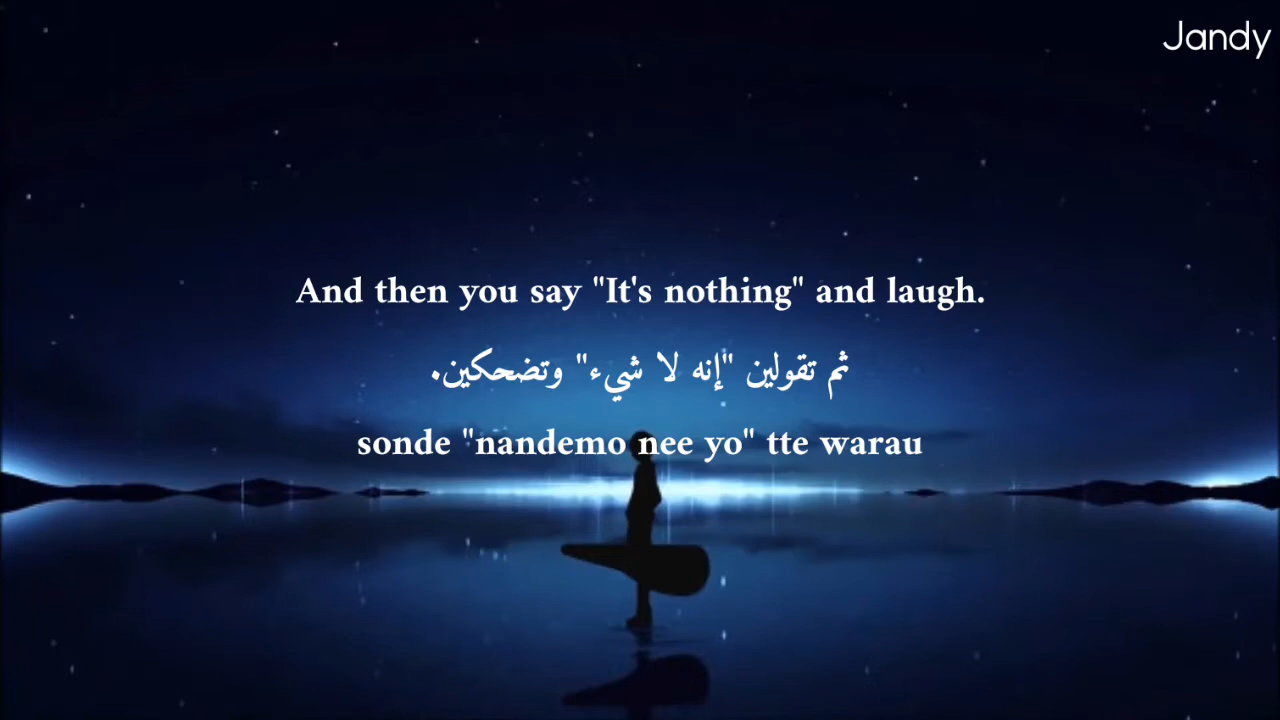 Jandy
And then you say "It's nothing" and laugh.
ثم تقولين "إنه لا شيء" وتضحكين.
sonde "nandemo nee yo" tte warau